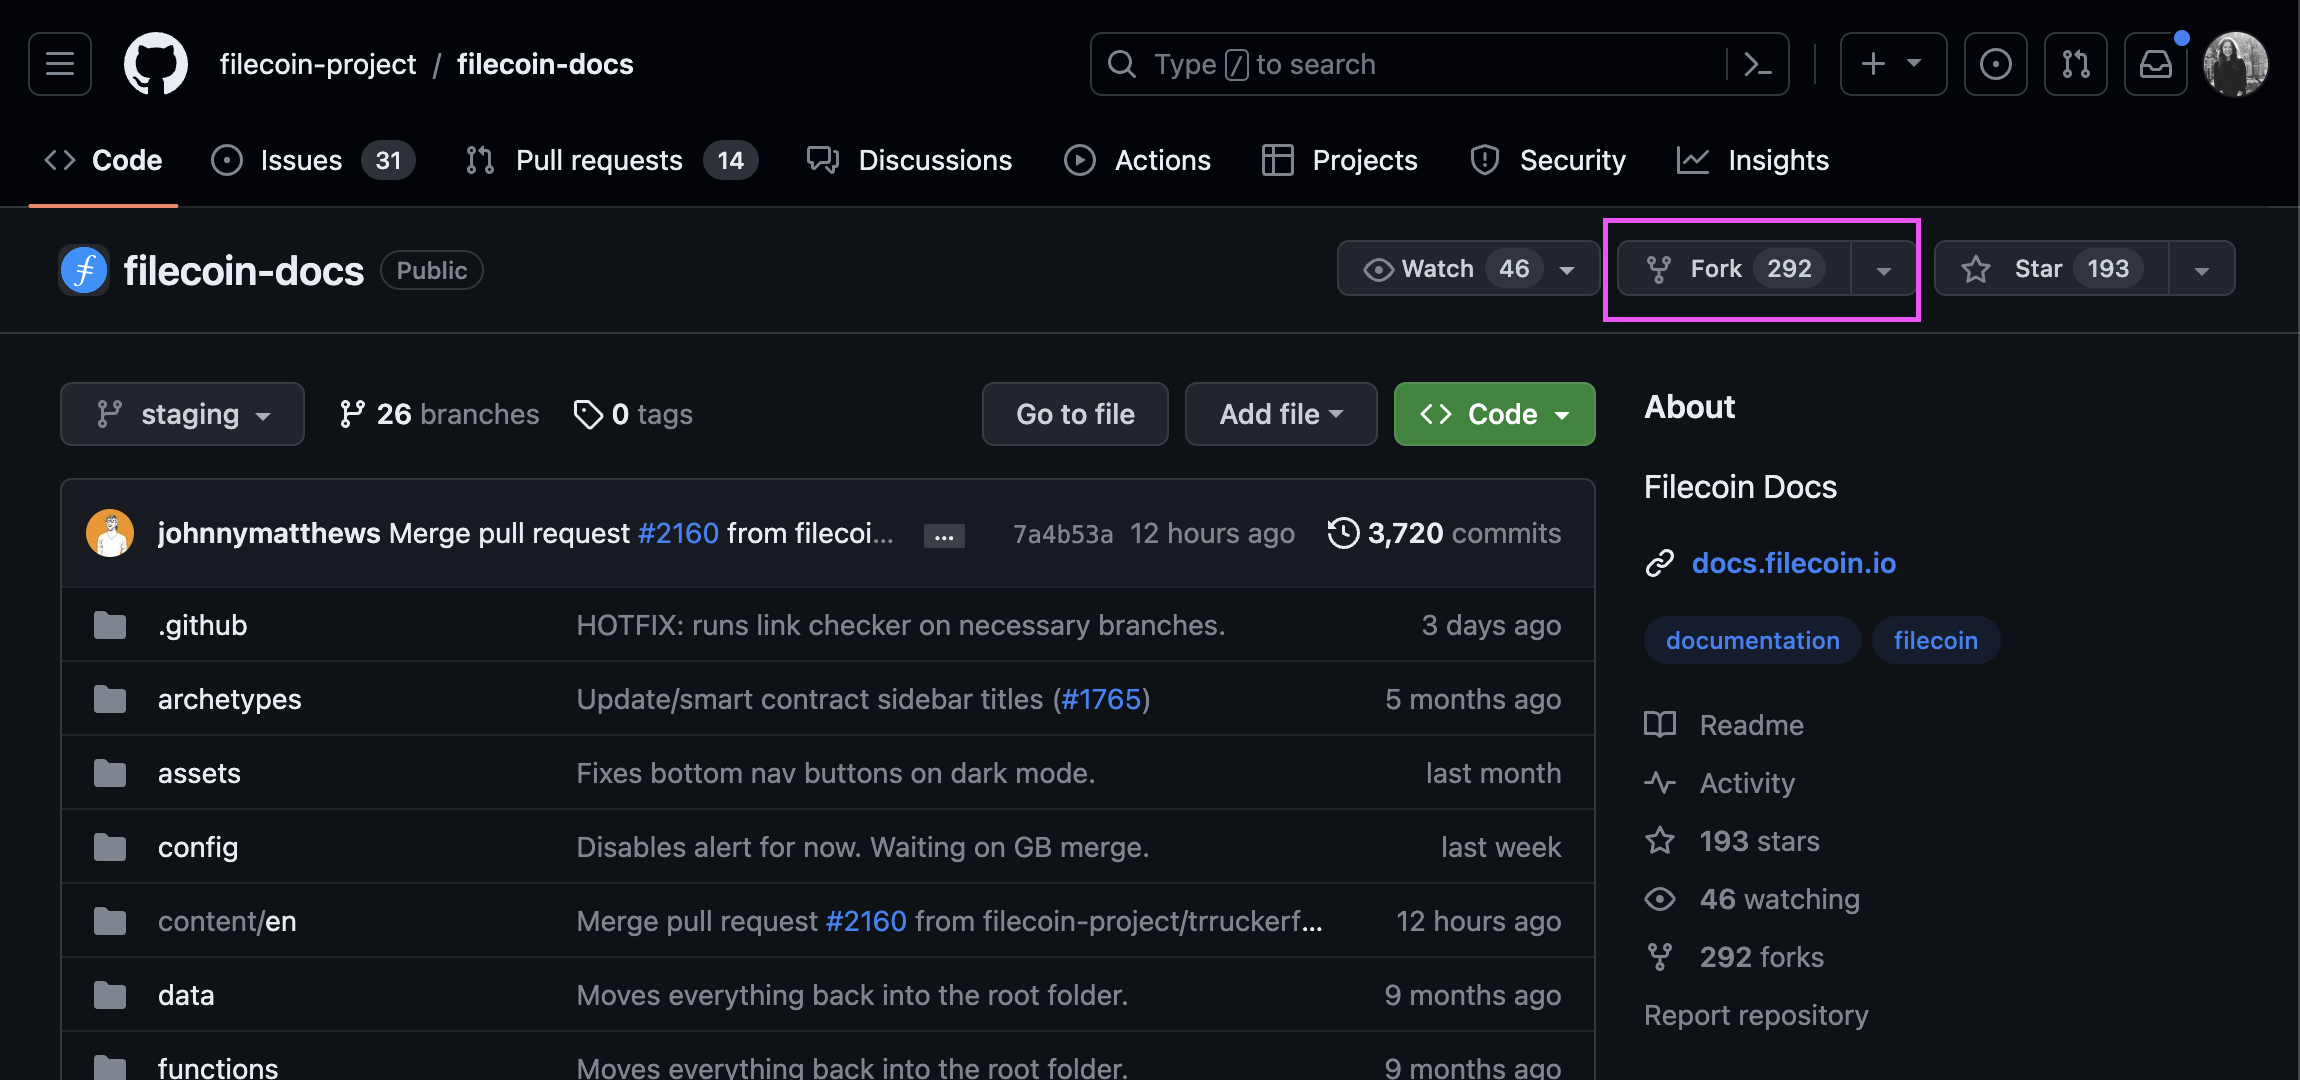 filecoin-project / filecoin-docs
Type / to search
Code Issues 31 Pull requests 14 Discussions Actions Projects Security Insights
filecoin-docs Public Watch 46 Fork 292 Star 193
staging 26 branches 0 tags Go to file Add file Code
About
Filecoin Docs
docs.filecoin.io
documentation filecoin
Readme
Activity
193 stars
46 watching
292 forks
Report repository
johnnymatthews Merge pull request #2160 from filecoi... ... 7a4b53a 12 hours ago 3,720 commits
.github HOTFIX: runs link checker on necessary branches. 3 days ago
archetypes Update/smart contract sidebar titles (#1765) 5 months ago
assets Fixes bottom nav buttons on dark mode. last month
config Disables alert for now. Waiting on GB merge. last week
content/en Merge pull request #2160 from filecoin-project/trruckerf... 12 hours ago
data Moves everything back into the root folder. 9 months ago
functions Moves everything back into the root folder. 9 months ago